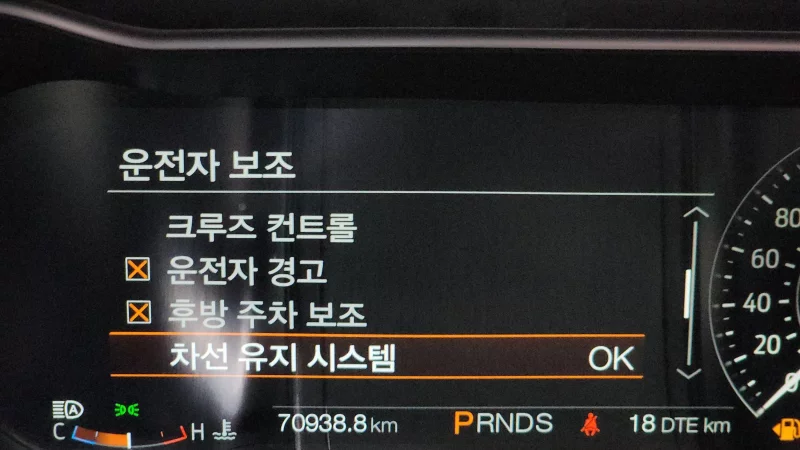 운전자 보조
크루즈 컨트롤
운전자 경고
후방 주차 보조
차선 유지 시스템 OK
80
60
40
20
0
A
C H 70938.8 km PRNDS 18 DTE km